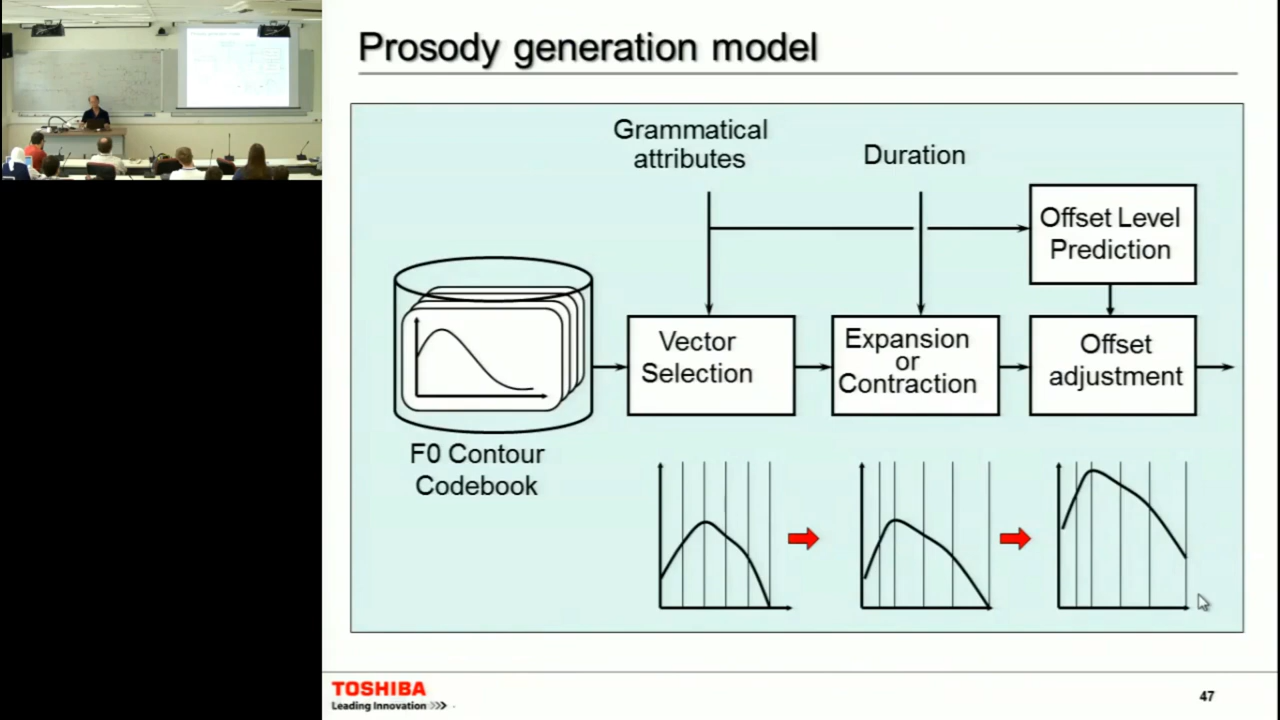 Prosody generation model
Grammatical
attributes
Duration
Offset Level
Prediction
Vector
Selection
Expansion
or
Contraction
Offset
adjustment
F0 Contour
Codebook
TOSHIBA
Leading Innovation >>>
47